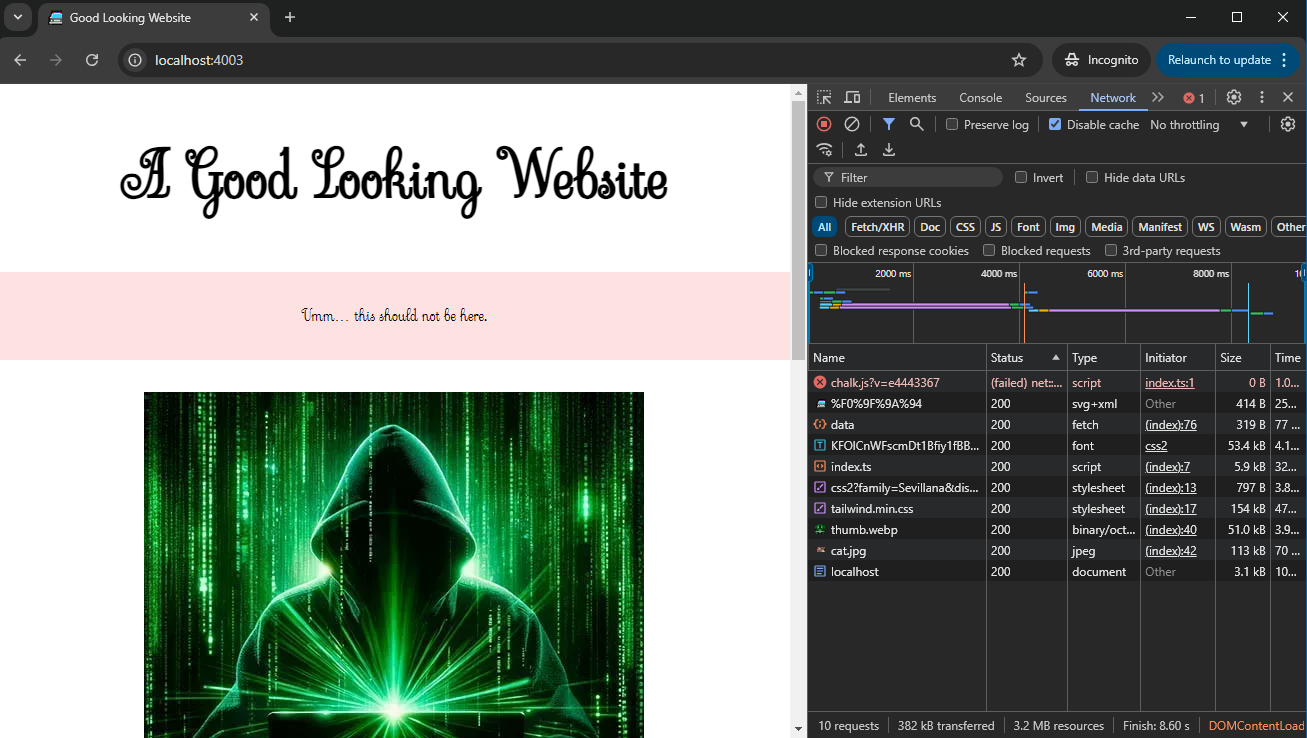 Good Looking Website
localhost:4003
Incognito
Relaunch to update
A Good Looking Website
Umm... this should not be here.
Elements Console Sources Network 1
Preserve log Disable cache No throttling
Filter Invert Hide data URLs
Hide extension URLs
All Fetch/XHR Doc CSS JS Font Img Media Manifest WS Wasm Other
Blocked response cookies Blocked requests 3rd-party requests
2000 ms 4000 ms 6000 ms 8000 ms 10
Name Status Type Initiator Size Time
chalk.js?v=e4443367 (failed) net::... script index.ts:1 0 B 1.0...
%F0%9F%9A%94 200 svg+xml Other 414 B 25...
data 200 fetch (index):76 319 B 77 ...
KFOlCnWFscmDt1Bfiy1fBB... 200 font css2 53.4 kB 4.1...
index.ts 200 script (index):7 5.9 kB 32...
css2?family=Sevillana&dis... 200 stylesheet (index):13 797 B 3.8...
tailwind.min.css 200 stylesheet (index):17 154 kB 47...
thumb.webp 200 binary/oct... (index):40 51.0 kB 3.9...
cat.jpg 200 jpeg (index):42 113 kB 70 ...
localhost 200 document Other 3.1 kB 10...
10 requests 382 kB transferred 3.2 MB resources Finish: 8.60 s DOMContentLoad